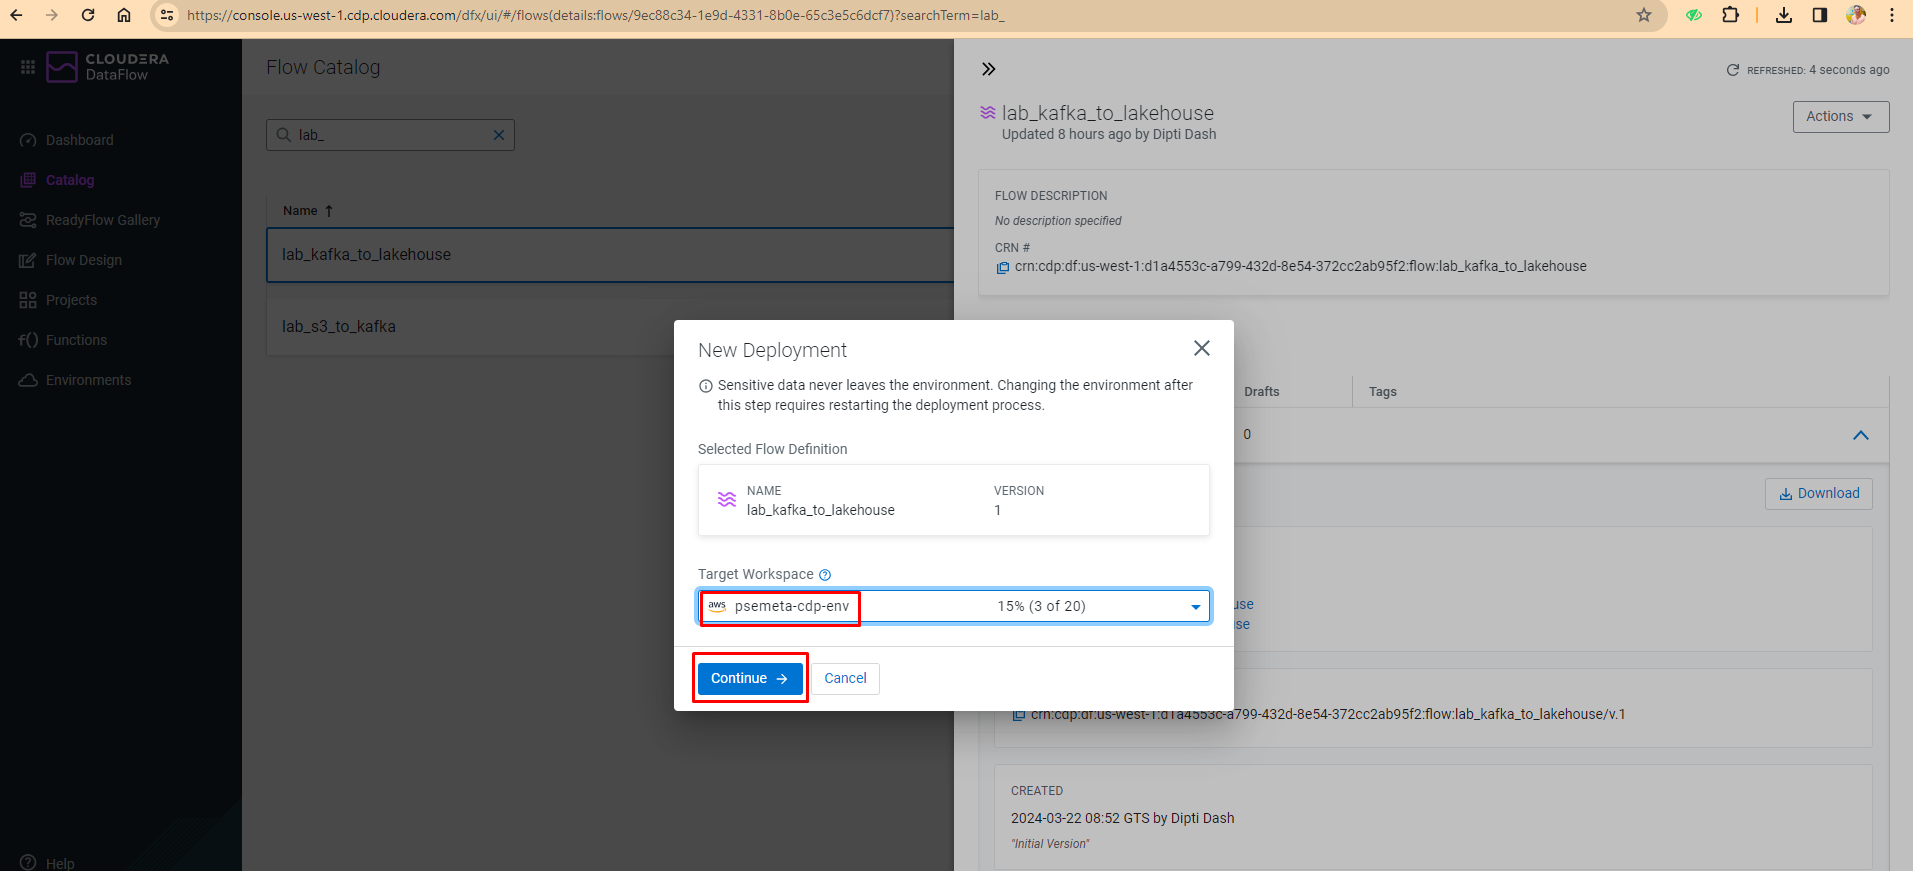 https://console.us-west-1.cdp.cloudera.com/dfx/ui/#/flows(details:flows/9ec88c34-1e9d-4331-8b0e-65c3e5c6dcf7)?searchTerm=lab_
CLOUDERA
DataFlow
Dashboard
Catalog
ReadyFlow Gallery
Flow Design
Projects
Functions
Environments
Help
Flow Catalog
lab_
Name
lab_kafka_to_lakehouse
lab_s3_to_kafka
REFRESHED: 4 seconds ago
lab_kafka_to_lakehouse
Updated 8 hours ago by Dipti Dash
Actions
FLOW DESCRIPTION
No description specified
CRN #
crn:cdp:df:us-west-1:d1a4553c-a799-432d-8e54-372cc2ab95f2:flow:lab_kafka_to_lakehouse
Drafts
Tags
0
Download
use
se
crn:cdp:df:us-west-1:d1a4553c-a799-432d-8e54-372cc2ab95f2:flow:lab_kafka_to_lakehouse/v.1
CREATED
2024-03-22 08:52 GTS by Dipti Dash
"Initial Version"
New Deployment
Sensitive data never leaves the environment. Changing the environment after
this step requires restarting the deployment process.
Selected Flow Definition
NAME
lab_kafka_to_lakehouse
VERSION
1
Target Workspace
aws psemeta-cdp-env 15% (3 of 20)
Continue
Cancel